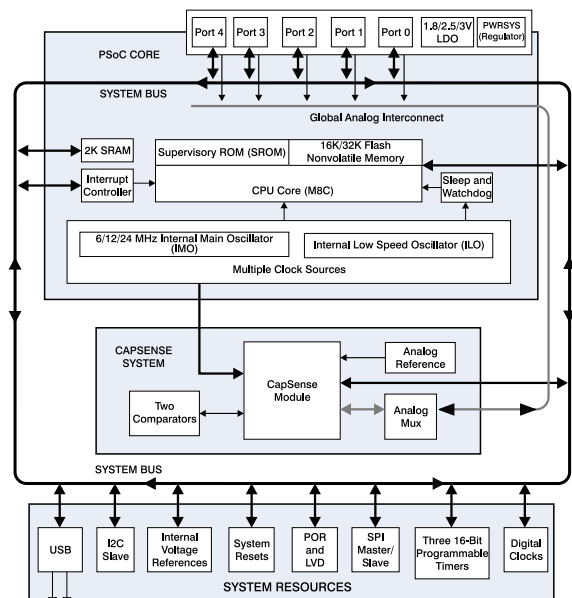 Port 4
Port 3
Port 2
Port 1
Port 0
1.8/2.5/3V
LDO
PWRSYS
(Regulator)
PSoC CORE
SYSTEM BUS
Global Analog Interconnect
2K SRAM
Supervisory ROM (SROM)
16K/32K Flash
Nonvolatile Memory
Interrupt
Controller
CPU Core (M8C)
Sleep and
Watchdog
6/12/24 MHz Internal Main Oscillator
(IMO)
Internal Low Speed Oscillator (ILO)
Multiple Clock Sources
CAPSENSE
SYSTEM
Analog
Reference
CapSense
Module
Two
Comparators
Analog
Mux
SYSTEM BUS
USB
I2C
Slave
Internal
Voltage
References
System
Resets
POR
and
LVD
SPI
Master/
Slave
Three 16-Bit
Programmable
Timers
Digital
Clocks
SYSTEM RESOURCES